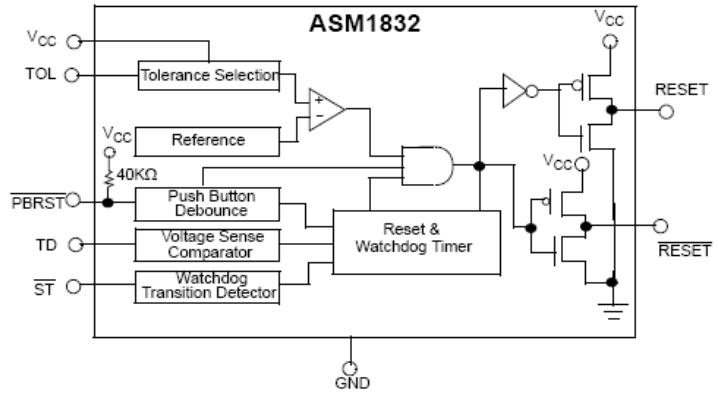 ASM1832
VCC
TOL
Tolerance Selection
+
−
VCC
Reference
40KΩ
PBRST
Push Button
Debounce
TD
Voltage Sense
Comparator
ST
Watchdog
Transition Detector
Reset &
Watchdog Timer
VCC
RESET
VCC
RESET
GND